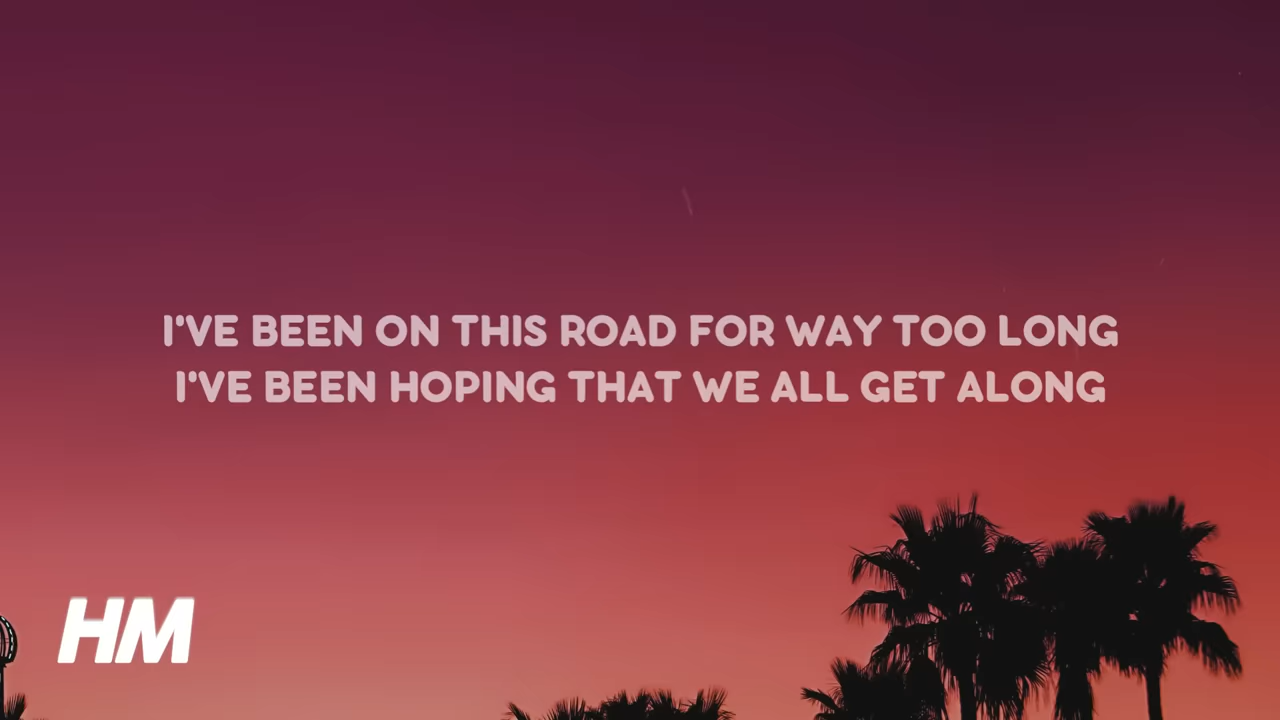 I'VE BEEN ON THIS ROAD FOR WAY TOO LONG
I'VE BEEN HOPING THAT WE ALL GET ALONG
HM